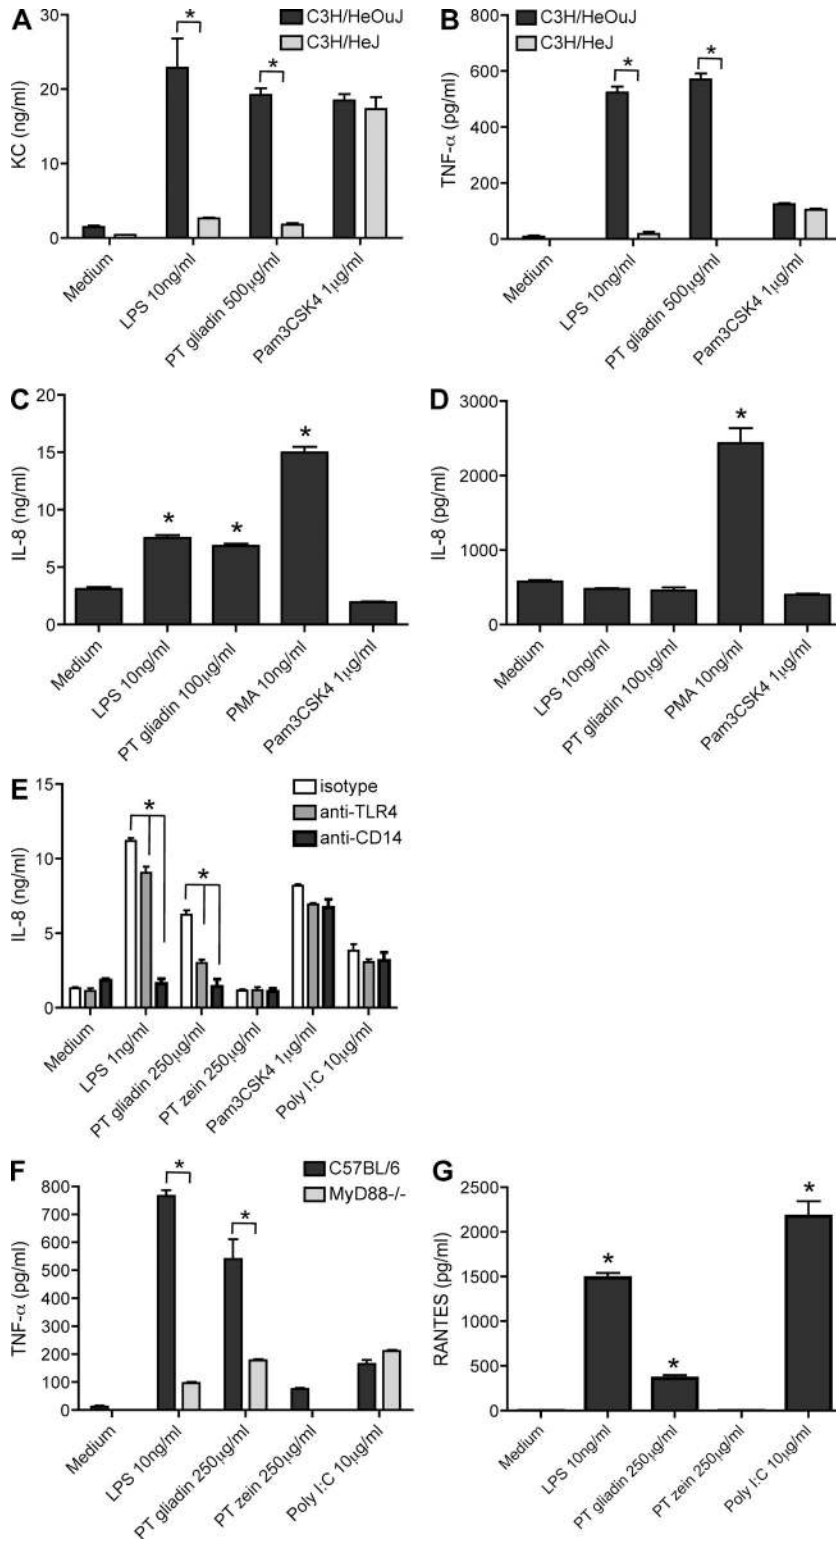 A
KC (ng/ml)
30
20
10
0
C3H/HeOuJ
C3H/HeJ
*
*
Medium
LPS 10ng/ml
PT gliadin 500µg/ml
Pam3CSK4 1µg/ml
B
TNF-α (pg/ml)
800
600
400
200
0
C3H/HeOuJ
C3H/HeJ
*
*
Medium
LPS 10ng/ml
PT gliadin 500µg/ml
Pam3CSK4 1µg/ml
C
IL-8 (ng/ml)
20
15
10
5
0
*
*
*
Medium
LPS 10ng/ml
PT gliadin 100µg/ml
PMA 10ng/ml
Pam3CSK4 1µg/ml
D
IL-8 (pg/ml)
3000
2000
1000
0
*
Medium
LPS 10ng/ml
PT gliadin 100µg/ml
PMA 10ng/ml
Pam3CSK4 1µg/ml
E
IL-8 (ng/ml)
15
10
5
0
isotype
anti-TLR4
anti-CD14
*
*
Medium
LPS 1ng/ml
PT gliadin 250µg/ml
PT zein 250µg/ml
Pam3CSK4 1µg/ml
Poly I:C 10µg/ml
F
TNF-α (pg/ml)
800
700
600
500
400
300
200
100
0
C57BL/6
MyD88-/-
*
*
Medium
LPS 10ng/ml
PT gliadin 250µg/ml
PT zein 250µg/ml
Poly I:C 10µg/ml
G
RANTES (pg/ml)
2500
2000
1500
1000
500
0
*
*
*
Medium
LPS 10ng/ml
PT gliadin 250µg/ml
PT zein 250µg/ml
Poly I:C 10µg/ml